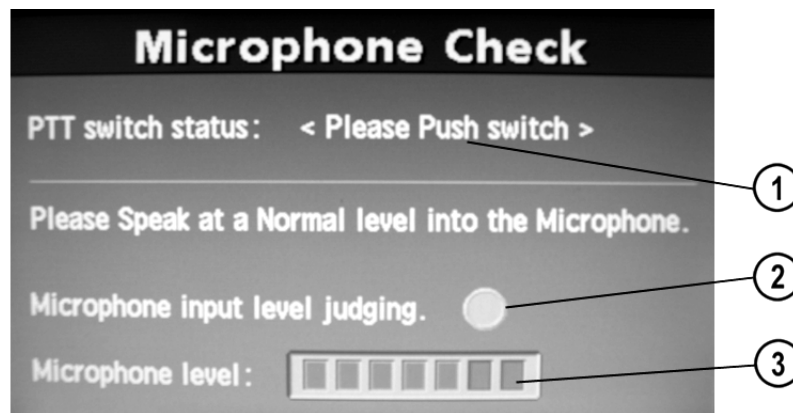 Microphone Check
PTT switch status: < Please Push switch >
1
Please Speak at a Normal level into the Microphone.
2
Microphone input level judging.
Microphone level:
3